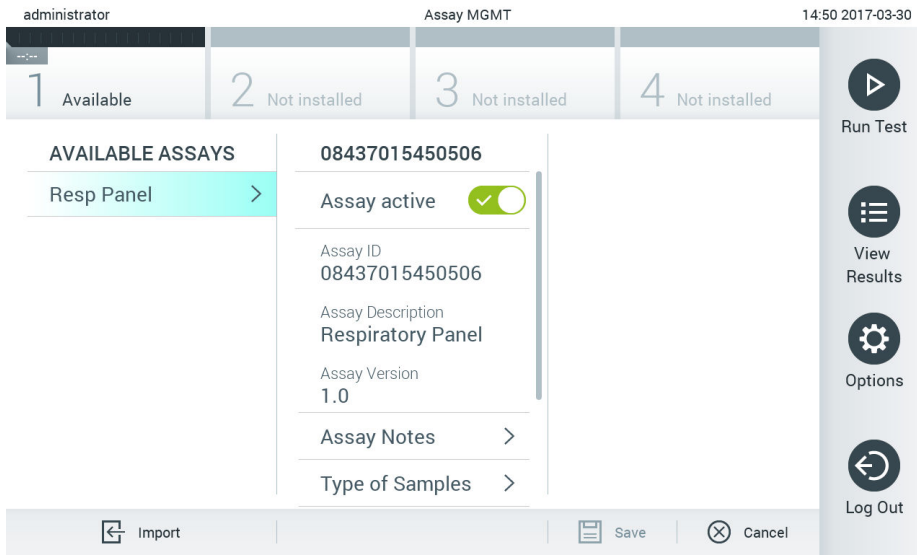 administrator
Assay MGMT
14:50 2017-03-30
--:--
1 Available
2 Not installed
3 Not installed
4 Not installed
Run Test
View
Results
Options
Log Out
AVAILABLE ASSAYS
Resp Panel
08437015450506
Assay active
Assay ID
08437015450506
Assay Description
Respiratory Panel
Assay Version
1.0
Assay Notes
Type of Samples
Import
Save
Cancel